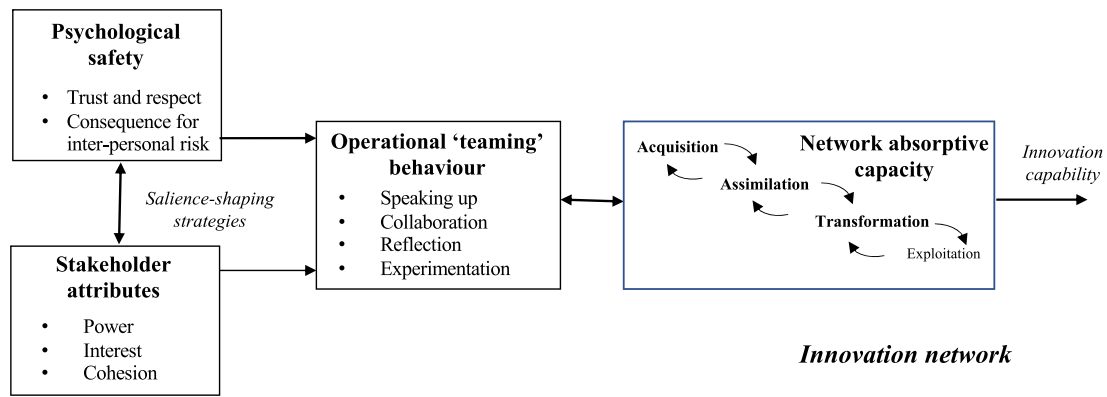 Psychological
safety
• Trust and respect
• Consequence for
inter-personal risk
Salience-shaping
strategies
Stakeholder
attributes
• Power
• Interest
• Cohesion
Operational ‘teaming’
behaviour
• Speaking up
• Collaboration
• Reflection
• Experimentation
Network absorptive
capacity
Acquisition
Assimilation
Transformation
Exploitation
Innovation
capability
Innovation network